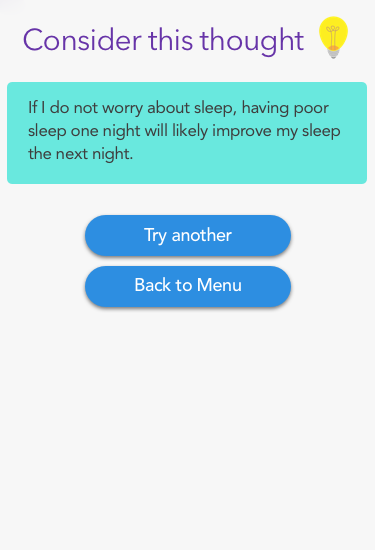 Consider this thought
If I do not worry about sleep, having poor
sleep one night will likely improve my sleep
the next night.
Try another
Back to Menu